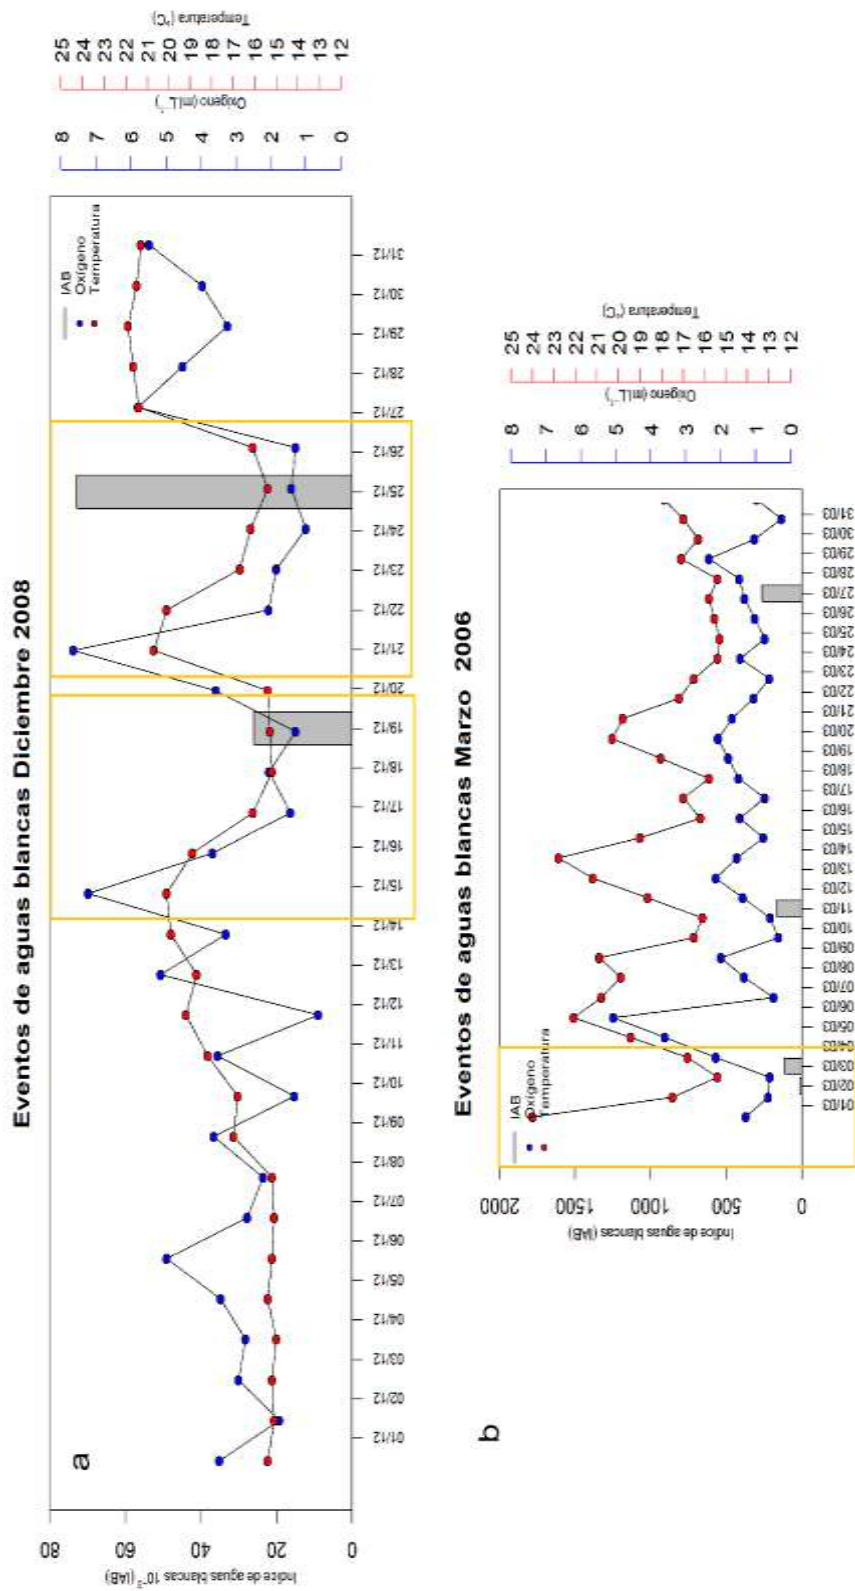 Eventos de aguas blancas Diciembre 2008
a
IAB
Oxígeno
Temperatura
Indice de aguas blancas 10⁻³ (IAB)
0 20 40 60 80
01/12 02/12 03/12 04/12 05/12 06/12 07/12 08/12 09/12 10/12 11/12 12/12 13/12 14/12 15/12 16/12 17/12 18/12 19/12 20/12 21/12 22/12 23/12 24/12 25/12 26/12 27/12 28/12 29/12 30/12 31/12
0 1 2 3 4 5 6 7 8
Oxigeno (ml.L⁻¹)
12 13 14 15 16 17 18 19 20 21 22 23 24 25
Temperatura (°C)
Eventos de aguas blancas Marzo 2006
b
IAB
Oxígeno
Temperatura
Indice de aguas blancas (IAB)
0 500 1000 1500 2000
01/03 02/03 03/03 04/03 05/03 06/03 07/03 08/03 09/03 10/03 11/03 12/03 13/03 14/03 15/03 16/03 17/03 18/03 19/03 20/03 21/03 22/03 23/03 24/03 25/03 26/03 27/03 28/03 29/03 30/03 31/03
0 1 2 3 4 5 6 7 8
Oxigeno (ml.L⁻¹)
12 13 14 15 16 17 18 19 20 21 22 23 24 25
Temperatura (°C)